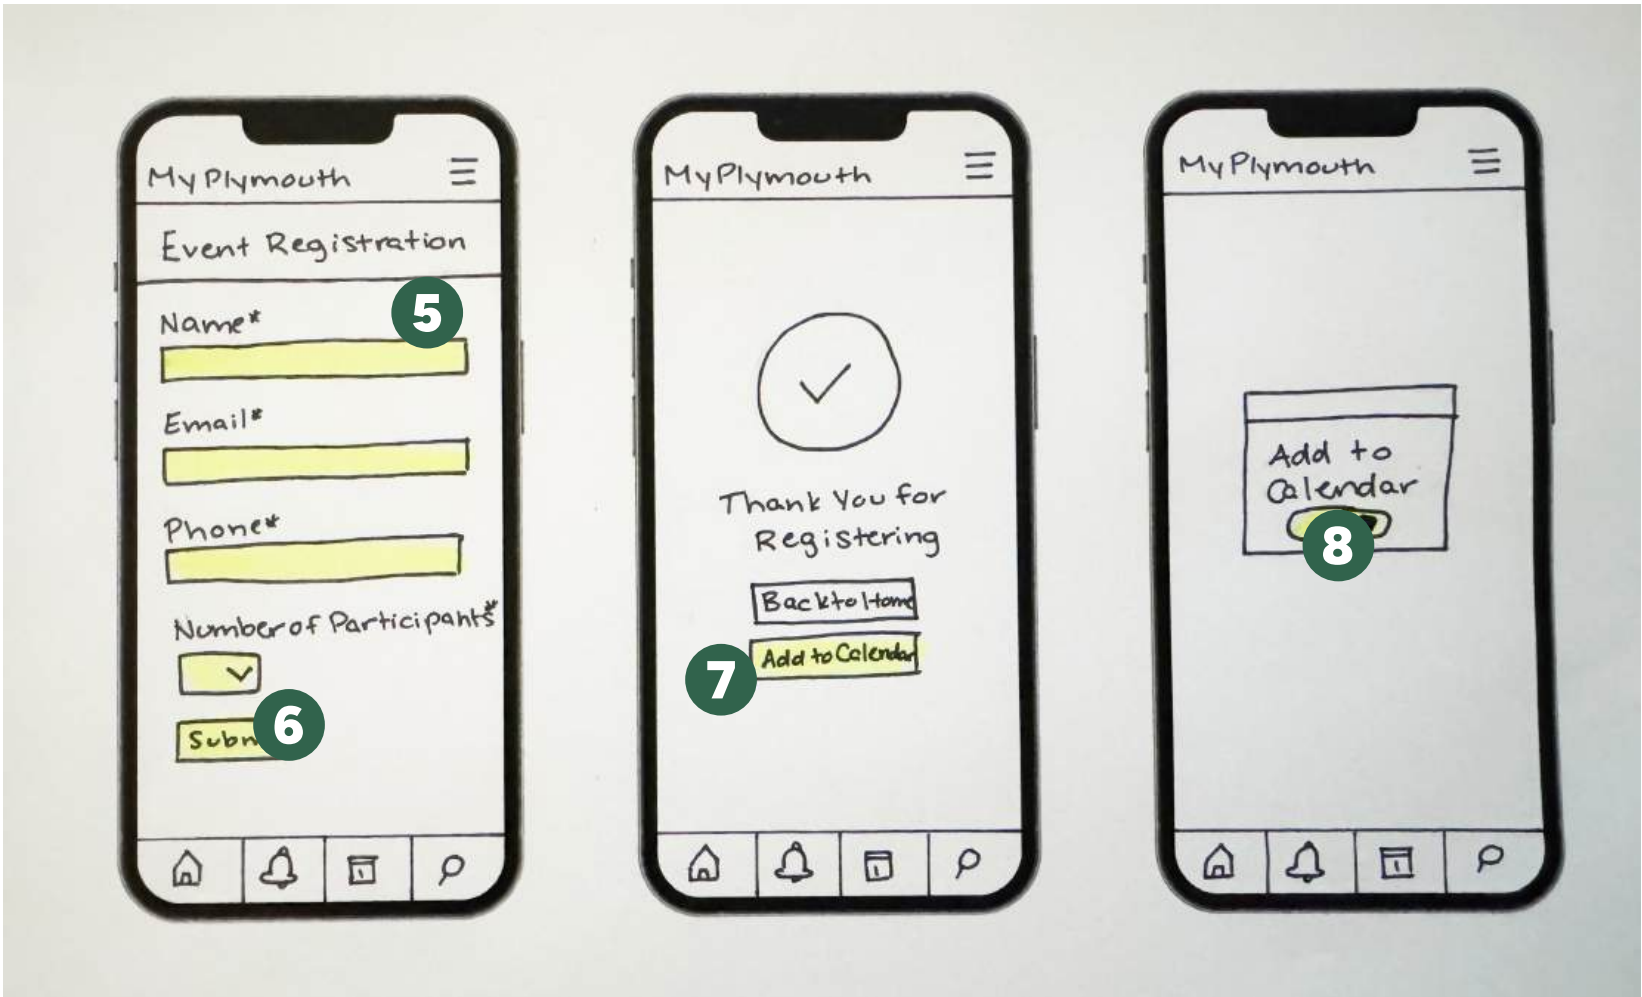 MyPlymouth
Event Registration
5
Name*
Email*
Phone*
Number of Participants*
Subm
6
MyPlymouth
Thank You for
Registering
Back to Home
Add to Calendar
7
MyPlymouth
Add to
Calendar
8